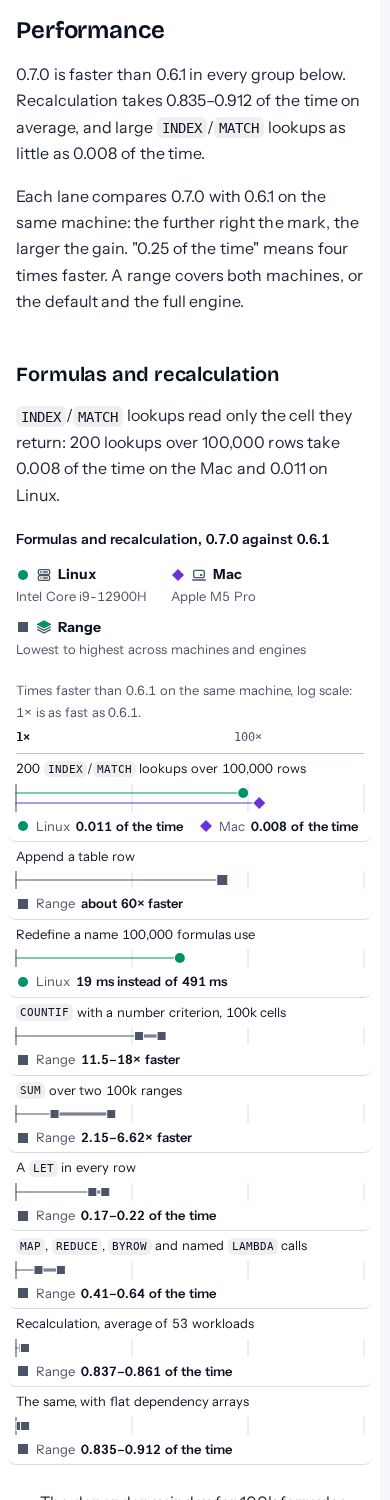 Performance
0.7.0 is faster than 0.6.1 in every group below.
Recalculation takes 0.835–0.912 of the time on
average, and large INDEX/MATCH lookups as
little as 0.008 of the time.
Each lane compares 0.7.0 with 0.6.1 on the
same machine: the further right the mark, the
larger the gain. "0.25 of the time" means four
times faster. A range covers both machines, or
the default and the full engine.
Formulas and recalculation
INDEX/MATCH lookups read only the cell they
return: 200 lookups over 100,000 rows take
0.008 of the time on the Mac and 0.011 on
Linux.
Formulas and recalculation, 0.7.0 against 0.6.1
Linux Mac
Intel Core i9-12900H Apple M5 Pro
Range
Lowest to highest across machines and engines
Times faster than 0.6.1 on the same machine, log scale:
1× is as fast as 0.6.1.
1× 100×
200 INDEX/MATCH lookups over 100,000 rows
Linux 0.011 of the time Mac 0.008 of the time
Append a table row
Range about 60× faster
Redefine a name 100,000 formulas use
Linux 19 ms instead of 491 ms
COUNTIF with a number criterion, 100k cells
Range 11.5–18× faster
SUM over two 100k ranges
Range 2.15–6.62× faster
A LET in every row
Range 0.17–0.22 of the time
MAP, REDUCE, BYROW and named LAMBDA calls
Range 0.41–0.64 of the time
Recalculation, average of 53 workloads
Range 0.837–0.861 of the time
The same, with flat dependency arrays
Range 0.835–0.912 of the time